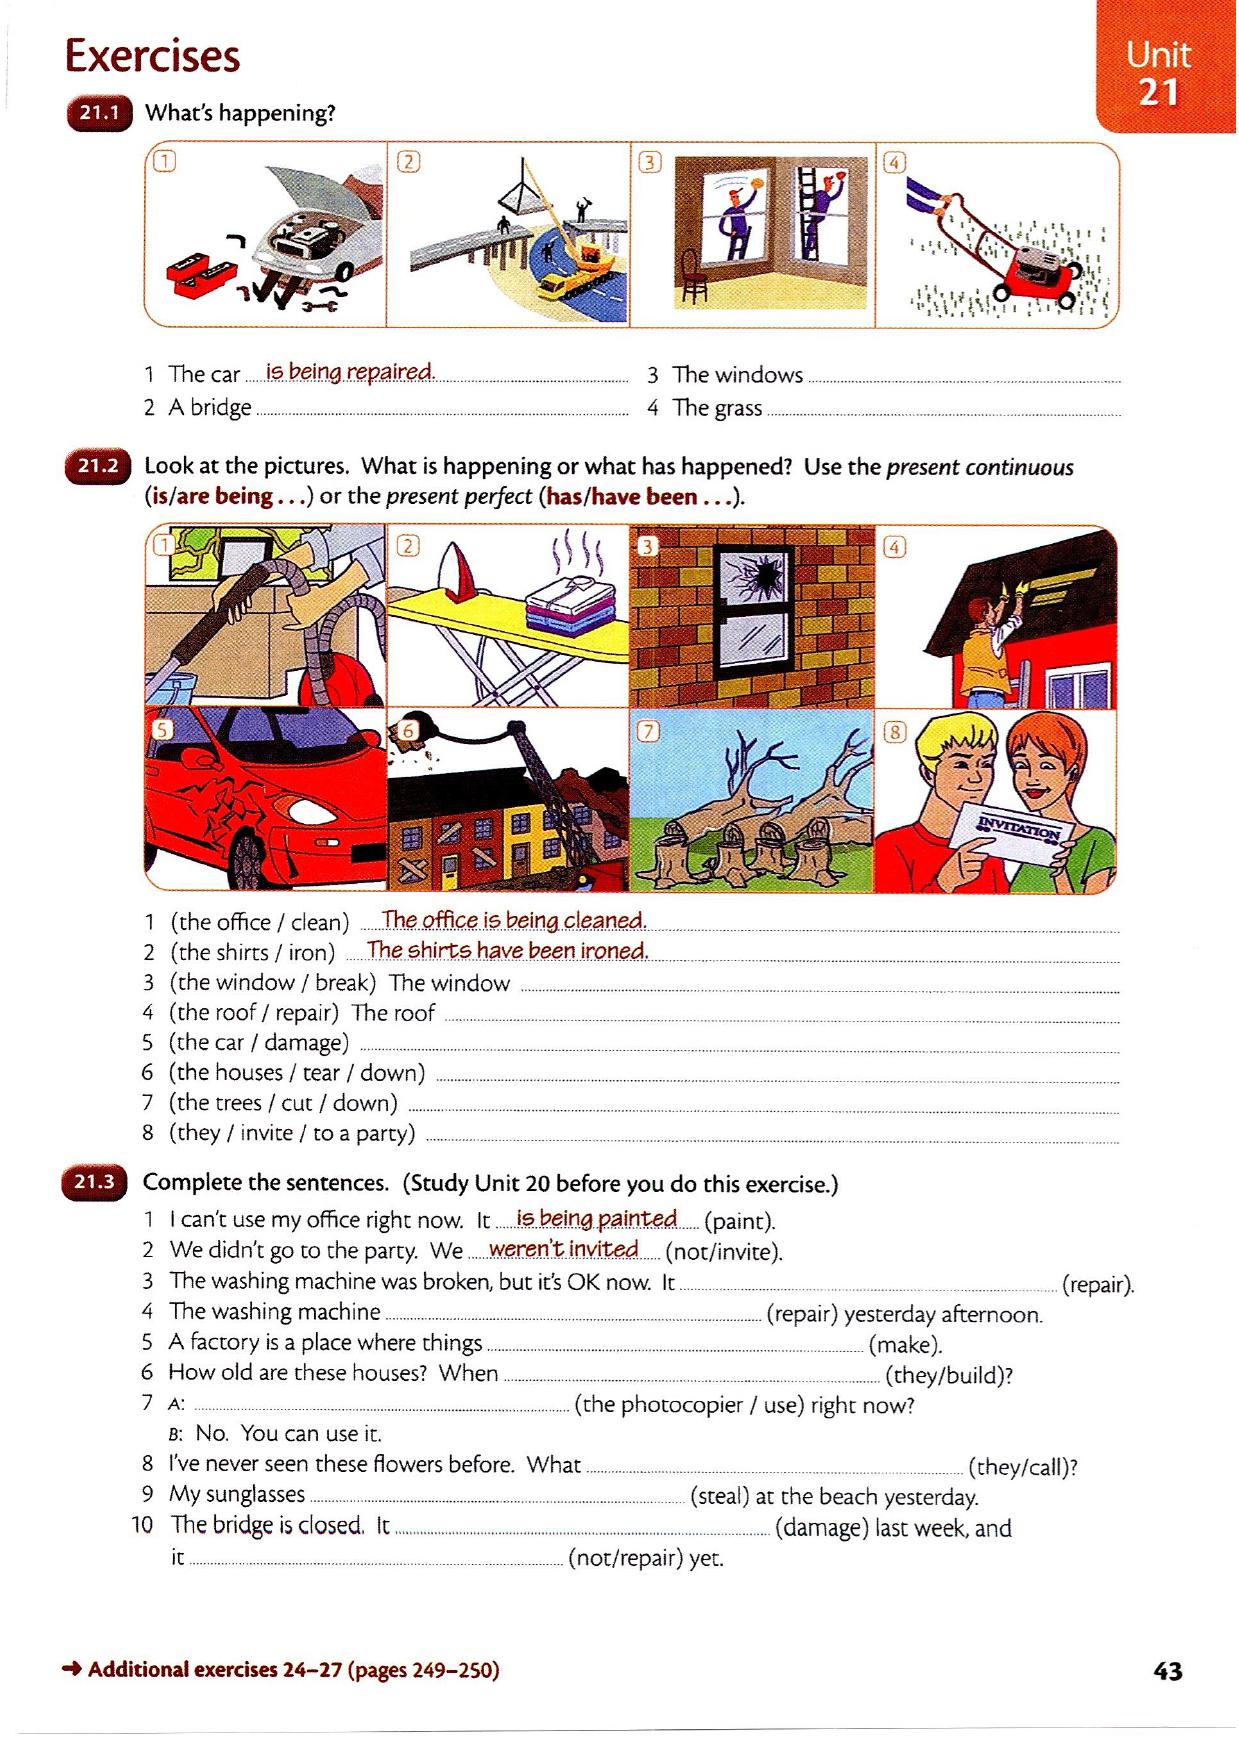 Exercises
Unit
21
21.1 What's happening?
1
2
3
4
1 The car is being repaired.
2 A bridge
3 The windows
4 The grass
21.2 Look at the pictures. What is happening or what has happened? Use the present continuous
(is/are being...) or the present perfect (has/have been...).
1
2
3
4
5
6
7
8
INVITATION
1 (the office / clean) The office is being cleaned.
2 (the shirts / iron) The shirts have been ironed.
3 (the window / break) The window
4 (the roof / repair) The roof
5 (the car / damage)
6 (the houses / tear / down)
7 (the trees / cut / down)
8 (they / invite / to a party)
21.3 Complete the sentences. (Study Unit 20 before you do this exercise.)
1 I can't use my office right now. It is being painted (paint).
2 We didn't go to the party. We weren't invited (not/invite).
3 The washing machine was broken, but it's OK now. It (repair).
4 The washing machine (repair) yesterday afternoon.
5 A factory is a place where things (make).
6 How old are these houses? When (they/build)?
7 A: (the photocopier / use) right now?
B: No. You can use it.
8 I've never seen these flowers before. What (they/call)?
9 My sunglasses (steal) at the beach yesterday.
10 The bridge is closed. It (damage) last week, and
it (not/repair) yet.
→ Additional exercises 24–27 (pages 249–250)
43